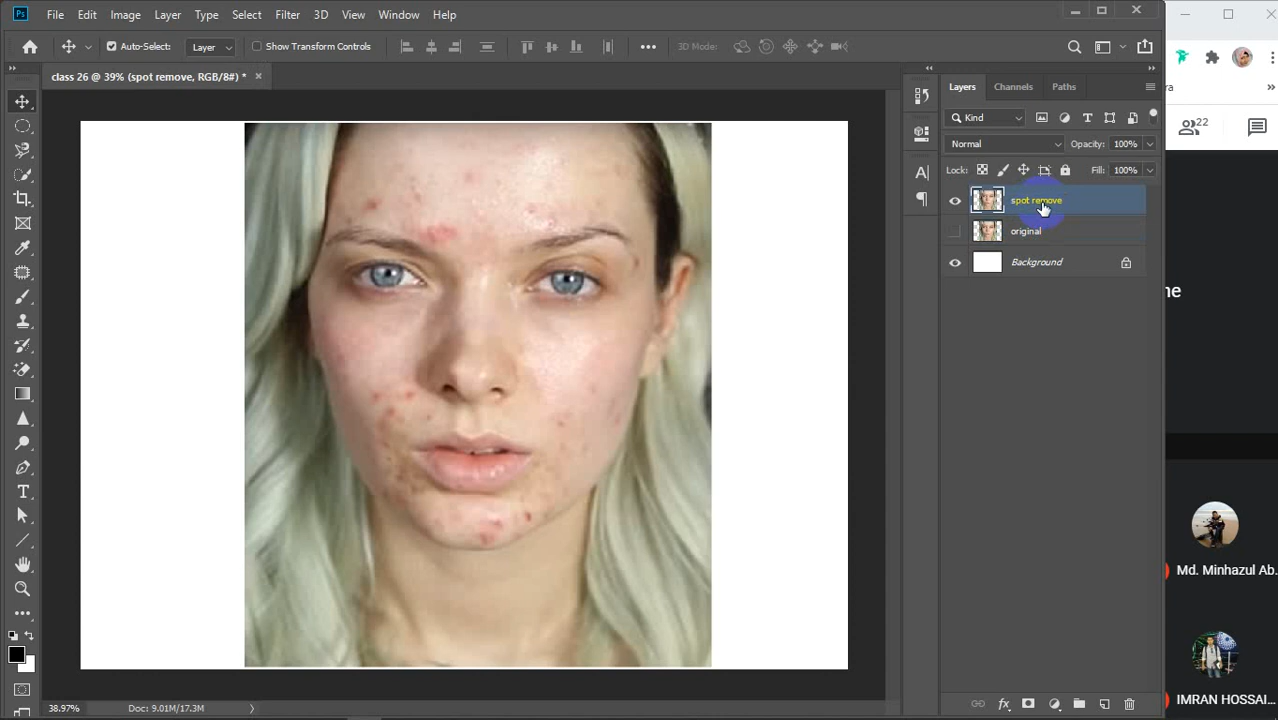 Ps File Edit Image Layer Type Select Filter 3D View Window Help
Auto-Select: Layer Show Transform Controls 3D Mode:
class 26 @ 39% (spot remove, RGB/8#) *
Layers Channels Paths
Kind
Normal Opacity: 100%
Lock: Fill: 100%
spot remove
original
Background
22
Md. Minhazul Ab.
IMRAN HOSSAI...
38.97% Doc: 9.01M/17.3M
fx